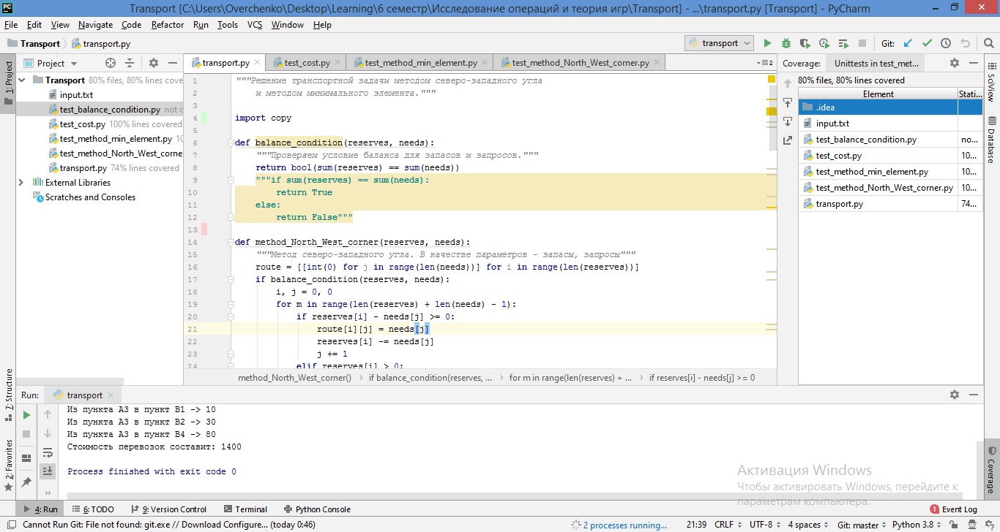 Transport [C:\Users\Overchenko\Desktop\Learning\6 семестр\Исследование операций и теория игр\Transport] - ...\transport.py [Transport] - PyCharm
File Edit View Navigate Code Refactor Run Tools VCS Window Help
Transport transport.py
transport Git:
1: Project
Project
Transport 80% files, 80% lines cove
input.txt
test_balance_condition.py not c
test_cost.py 100% lines covered
test_method_min_element.py 10
test_method_North_West_corne
transport.py 74% lines covered
External Libraries
Scratches and Consoles
transport.py test_cost.py test_method_min_element.py test_method_North_West_corner.py 2
1 """Решение транспортной задачи методом северо-западного угла
2 и методом минимального элемента."""
3
4 import copy
5
6 def balance_condition(reserves, needs):
7 """Проверяем условие баланса для запасов и запросов."""
8 return bool(sum(reserves) == sum(needs))
9 """if sum(reserves) == sum(needs):
10 return True
11 else:
12 return False"""
13
14 def method_North_West_corner(reserves, needs):
15 """Метод северо-западного угла. В качестве параметров - запасы, запросы"""
16 route = [[int(0) for j in range(len(needs))] for i in range(len(reserves))]
17 if balance_condition(reserves, needs):
18 i, j = 0, 0
19 for m in range(len(reserves) + len(needs) - 1):
20 if reserves[i] - needs[j] >= 0:
21 route[i][j] = needs[j]
22 reserves[i] -= needs[j]
23 j += 1
24 elif reserves[i] > 0:
method_North_West_corner() if balance_condition(reserves, ... for m in range(len(reserves) + ... if reserves[i] - needs[j] >= 0
Coverage: Unittests in test_met...
80% files, 80% lines covered
Element Stati...
.idea
input.txt
test_balance_condition.py no...
test_cost.py 10...
test_method_min_element.py 10...
test_method_North_West_corner.py 10...
transport.py 74...
SciView
Database
Coverage
7: Structure
2: Favorites
Run: transport
Из пункта A3 в пункт B1 -> 10
Из пункта A3 в пункт B2 -> 30
Из пункта A3 в пункт B4 -> 80
Стоимость перевозок составит: 1400
Process finished with exit code 0
Активация Windows
Чтобы активировать Windows, перейдите к
параметрам компьютера.
4: Run 6: TODO 9: Version Control Terminal Python Console 1 Event Log
Cannot Run Git: File not found: git.exe // Download Configure... (today 0:46) 2 processes running... 21:39 CRLF UTF-8 4 spaces Git: master Python 3.8